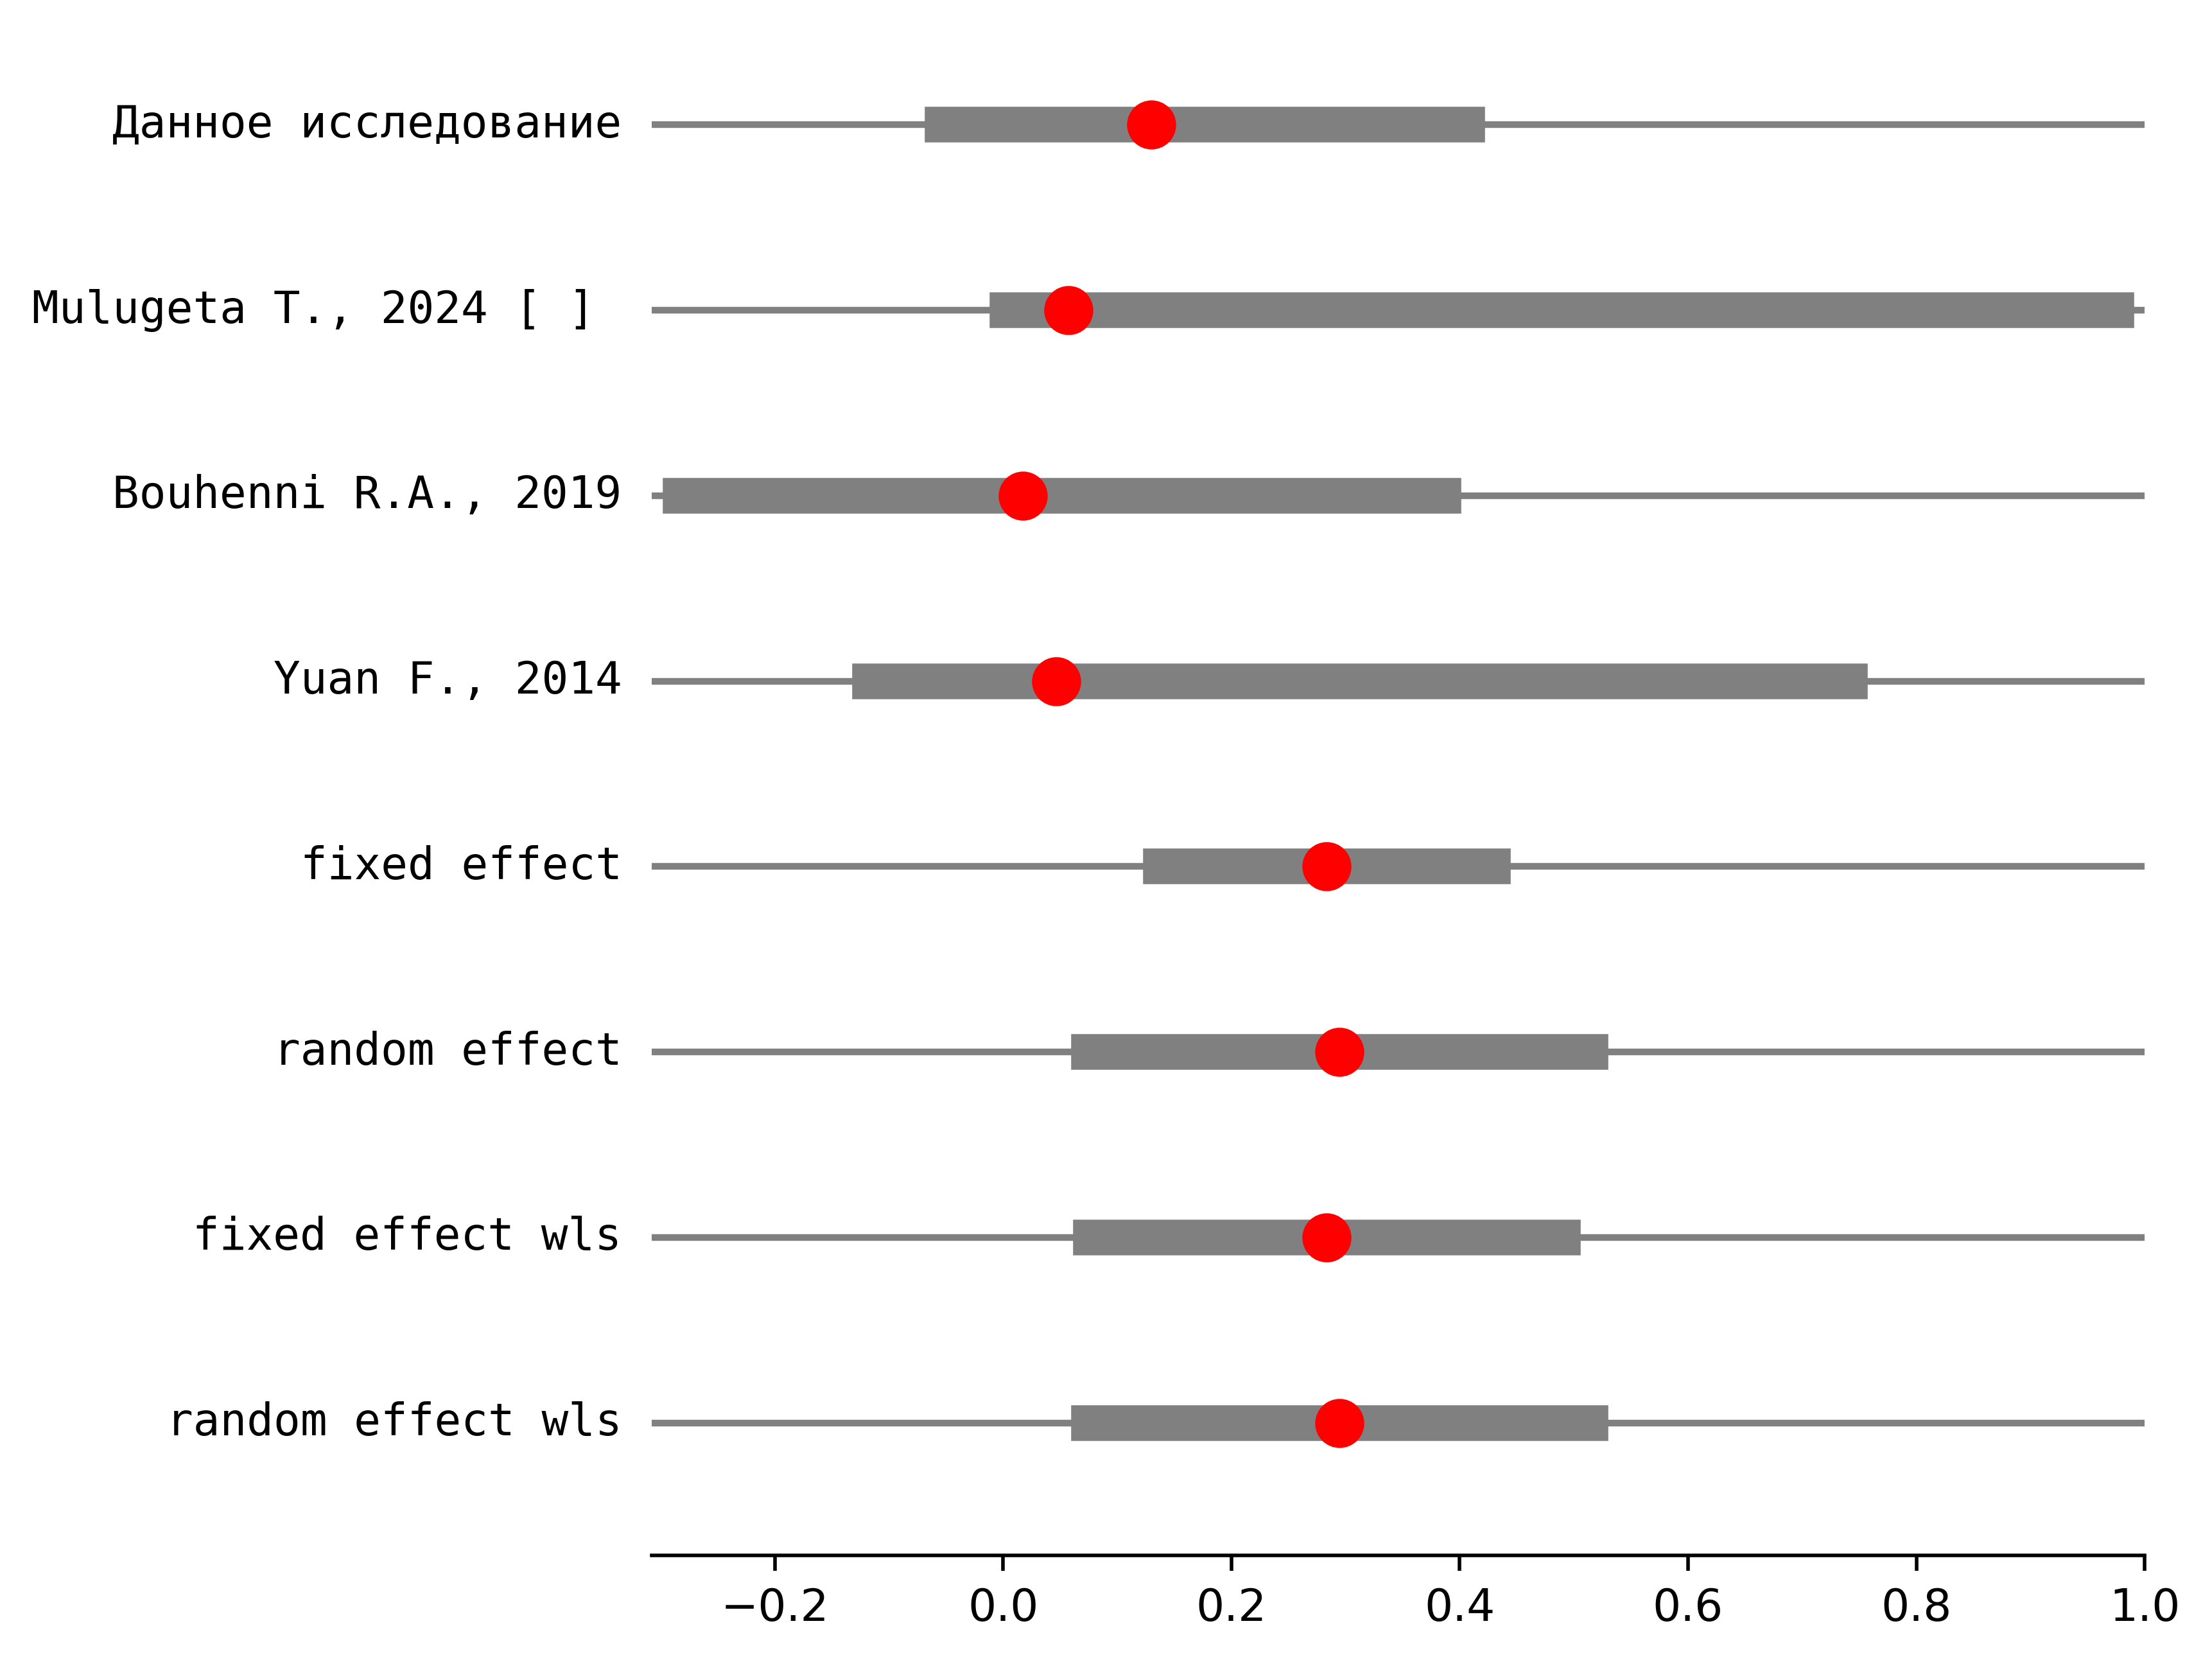 Данное исследование
Mulugeta T., 2024 [ ]
Bouhenni R.A., 2019
Yuan F., 2014
fixed effect
random effect
fixed effect wls
random effect wls
−0.2 0.0 0.2 0.4 0.6 0.8 1.0